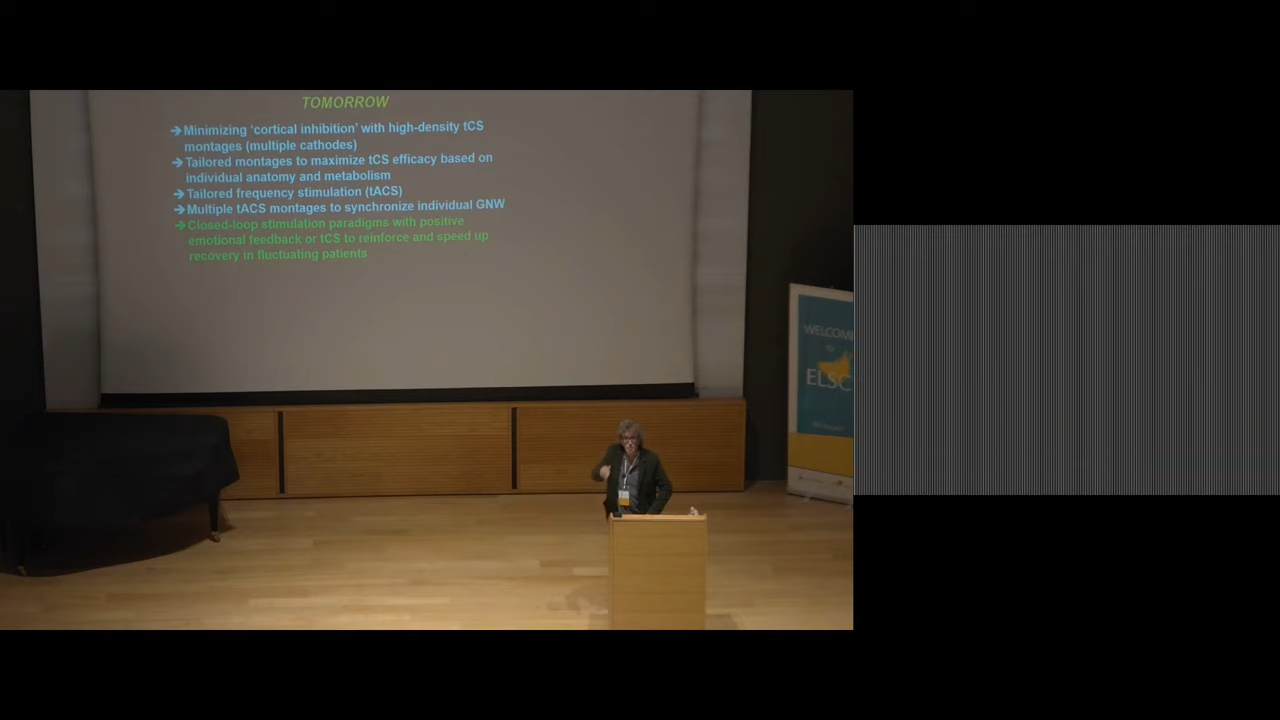 TOMORROW
➔Minimizing ‘cortical inhibition’ with high-density tCS
montages (multiple cathodes)
➔Tailored montages to maximize tCS efficacy based on
individual anatomy and metabolism
➔Tailored frequency stimulation (tACS)
➔Multiple tACS montages to synchronize individual GNW
➔Closed-loop stimulation paradigms with positive
emotional feedback or tCS to reinforce and speed up
recovery in fluctuating patients
WELCOM
TO
ELSC